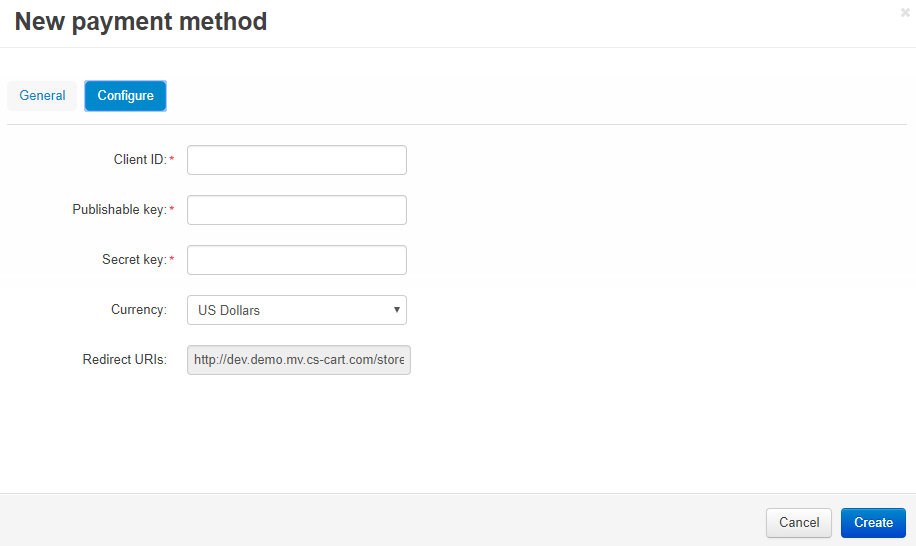 New payment method
General Configure
Client ID:*
Publishable key:*
Secret key:*
Currency: US Dollars
Redirect URIs: http://dev.demo.mv.cs-cart.com/store
Cancel Create